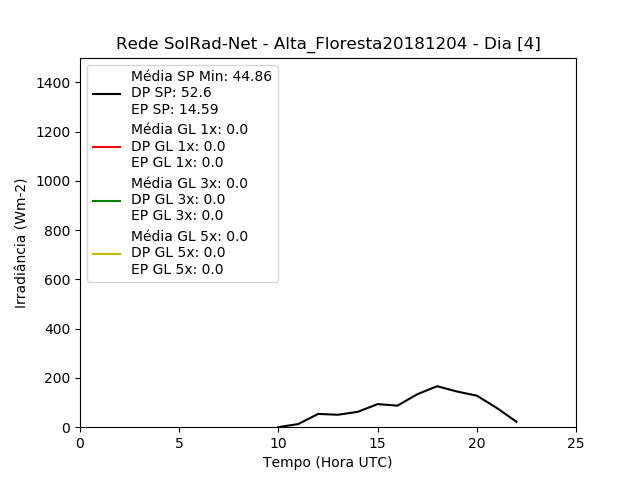 Rede SolRad-Net - Alta_Floresta20181204 - Dia [4]
Média SP Min: 44.86
DP SP: 52.6
EP SP: 14.59
Média GL 1x: 0.0
DP GL 1x: 0.0
EP GL 1x: 0.0
Média GL 3x: 0.0
DP GL 3x: 0.0
EP GL 3x: 0.0
Média GL 5x: 0.0
DP GL 5x: 0.0
EP GL 5x: 0.0
Irradiância (Wm-2)
1400
1200
1000
800
600
400
200
0
0 5 10 15 20 25
Tempo (Hora UTC)